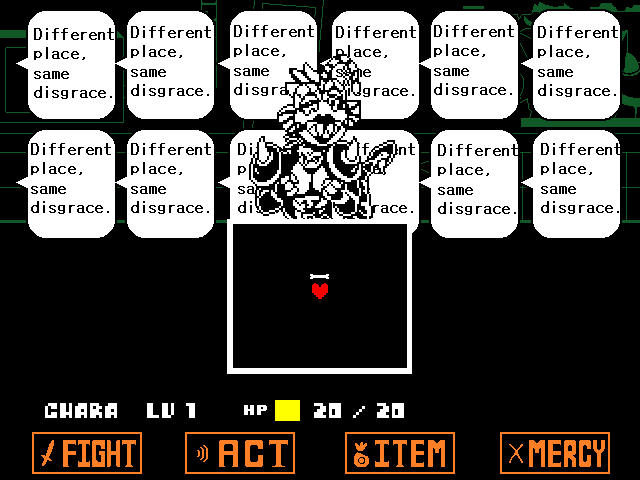 Different
place,
same
disgrace.
Different
place,
same
disgrace.
Different
place,
same
Different
place,
same
disgrace.
Different
place,
same
disgrace.
Different
place,
same
disgrace.
Different
place,
same
disgrace.
Different
place,
same
disgrace.
Different
place,
same
disgrace.
Different
place,
same
disgrace.
CHARA LV 1 HP 20 / 20
FIGHT
ACT
ITEM
MERCY